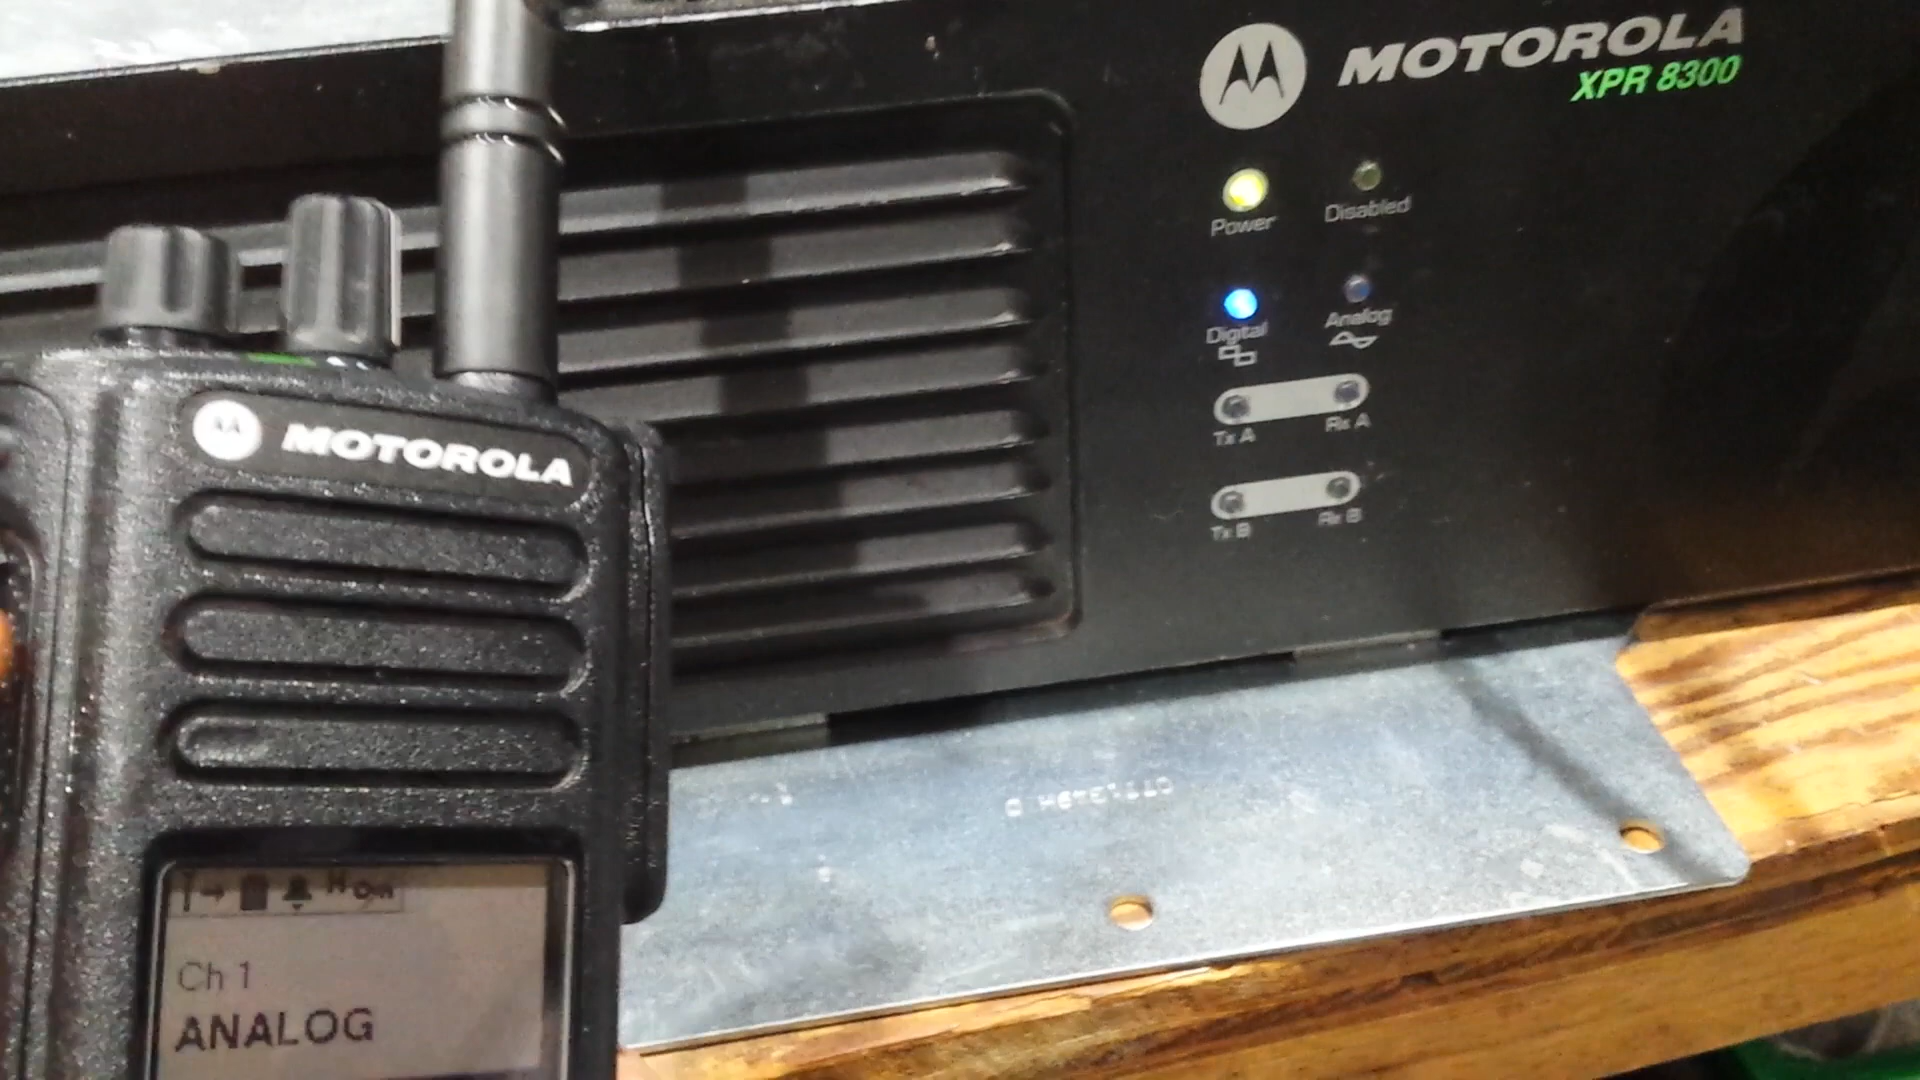 MOTOROLA
XPR 8300
Power
Disabled
Digital
Analog
Tx A
Rx A
Tx B
Rx B
MOTOROLA
Ch 1
ANALOG